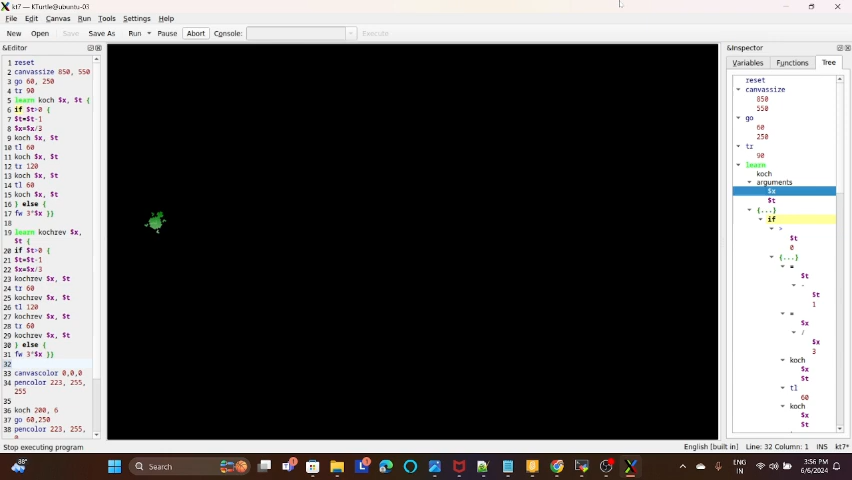 kt7 — KTurtle@ubuntu-03
File Edit Canvas Run Tools Settings Help
New Open Save Save As Run Pause Abort Console: Execute
&Editor
1 reset
2 canvassize 850, 550
3 go 60, 250
4 tr 90
5 learn koch $x, $t {
6 if $t>0 {
7 $t=$t-1
8 $x=$x/3
9 koch $x, $t
10 tl 60
11 koch $x, $t
12 tr 120
13 koch $x, $t
14 tl 60
15 koch $x, $t
16 } else {
17 fw 3*$x }}
18
19 learn kochrev $x,
$t {
20 if $t>0 {
21 $t=$t-1
22 $x=$x/3
23 kochrev $x, $t
24 tr 60
25 kochrev $x, $t
26 tl 120
27 kochrev $x, $t
28 tr 60
29 kochrev $x, $t
30 } else {
31 fw 3*$x }}
32
33 canvascolor 0,0,0
34 pencolor 223, 255,
255
35
36 koch 200, 6
37 go 60,250
38 pencolor 223, 255,
&Inspector
Variables Functions Tree
reset
canvassize
850
550
go
60
250
tr
90
learn
koch
arguments
$x
$t
{...}
if
>
$t
0
{...}
=
$t
-
$t
1
=
$x
/
$x
3
koch
$x
$t
tl
60
koch
$x
$t
Stop executing program
English [built in] Line: 32 Column: 1 INS kt7*
88°
Search
ENG
IN
3:56 PM
6/6/2024